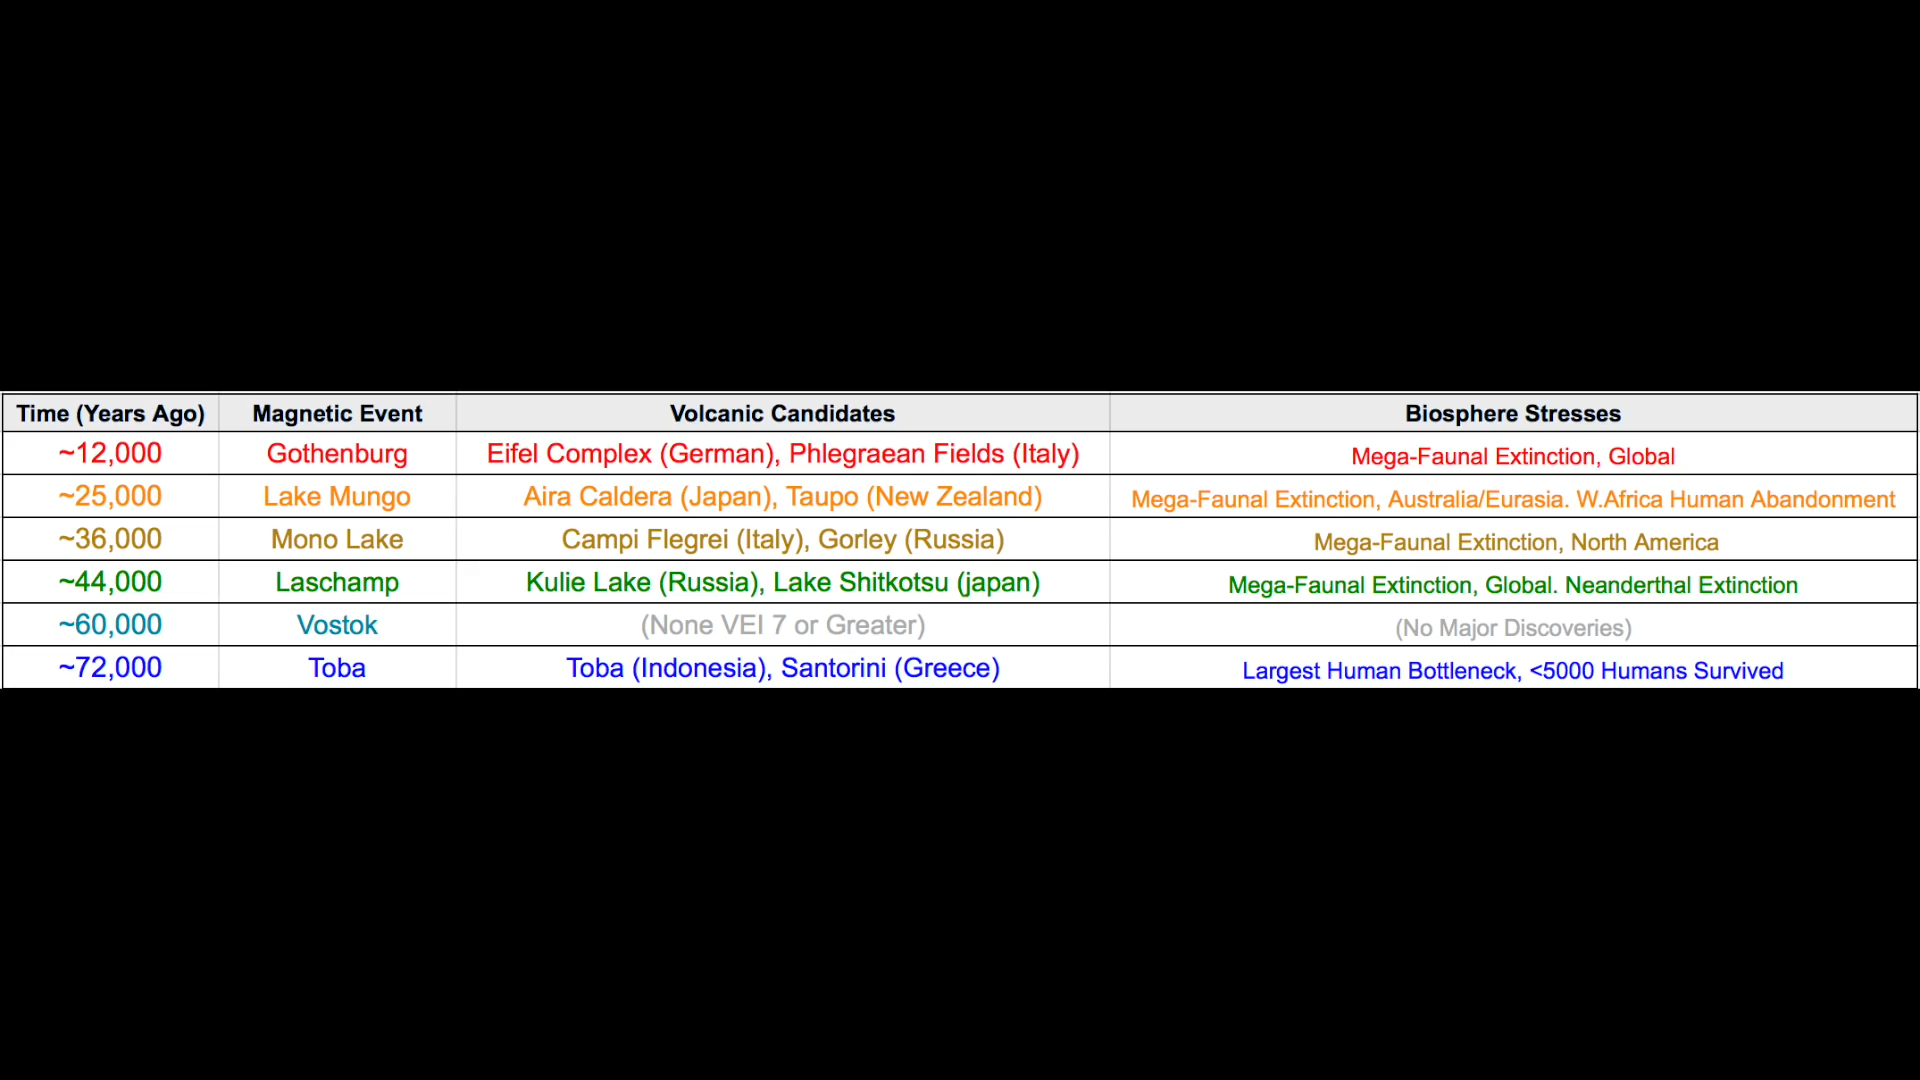 Time (Years Ago) Magnetic Event Volcanic Candidates Biosphere Stresses
~12,000 Gothenburg Eifel Complex (German), Phlegraean Fields (Italy) Mega-Faunal Extinction, Global
~25,000 Lake Mungo Aira Caldera (Japan), Taupo (New Zealand) Mega-Faunal Extinction, Australia/Eurasia. W.Africa Human Abandonment
~36,000 Mono Lake Campi Flegrei (Italy), Gorley (Russia) Mega-Faunal Extinction, North America
~44,000 Laschamp Kulie Lake (Russia), Lake Shitkotsu (japan) Mega-Faunal Extinction, Global. Neanderthal Extinction
~60,000 Vostok (None VEI 7 or Greater) (No Major Discoveries)
~72,000 Toba Toba (Indonesia), Santorini (Greece) Largest Human Bottleneck, <5000 Humans Survived